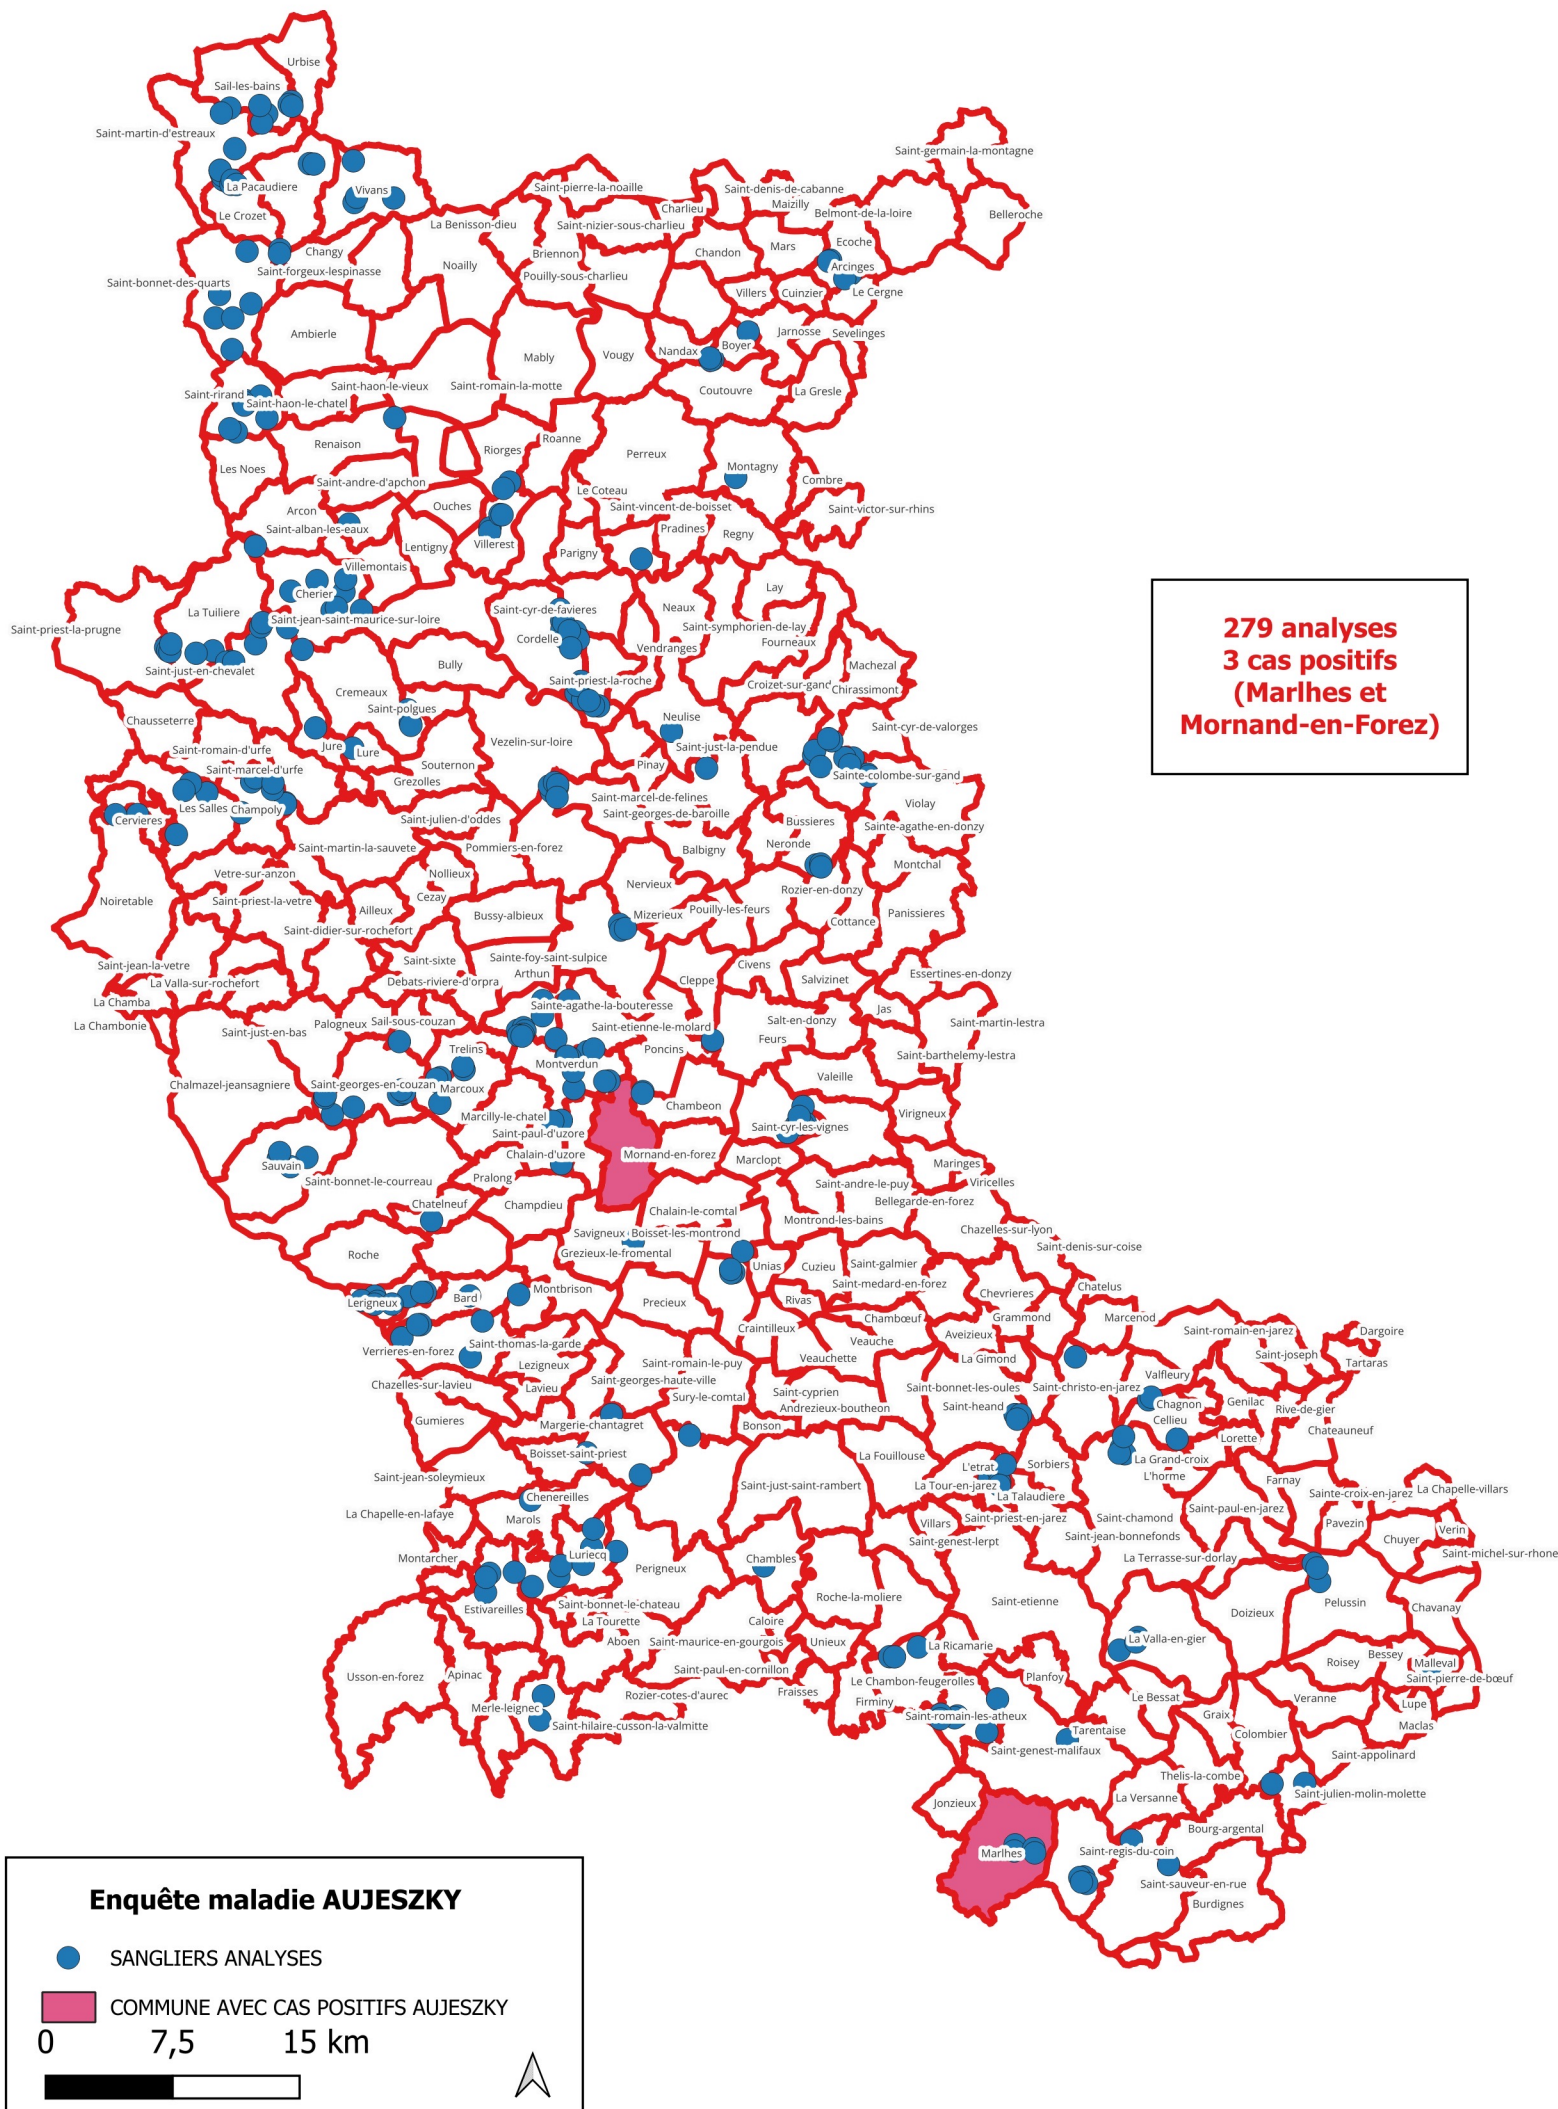 Urbise
Sail-les-bains
Saint-martin-d'estreaux
Saint-germain-la-montagne
La Pacaudiere
Vivans
Saint-pierre-la-noaille
Saint-denis-de-cabanne
Maizilly
Le Crozet
Charlieu
Belmont-de-la-loire
Belleroche
La Benisson-dieu
Saint-nizier-sous-charlieu
Changy
Briennon
Chandon
Mars
Ecoche
Saint-forgeux-lespinasse
Noailly
Pouilly-sous-charlieu
Arcinges
Saint-bonnet-des-quarts
Villers
Cuinzier
Le Cergne
Ambierle
Jarnosse
Sevelinges
Mably
Vougy
Nandax
Boyer
Saint-haon-le-vieux
Saint-romain-la-motte
Coutouvre
La Gresle
Saint-rirand
Saint-haon-le-chatel
Renaison
Riorges
Roanne
Perreux
Les Noes
Montagny
Saint-andre-d'apchon
Le Coteau
Combre
Arcon
Ouches
Saint-vincent-de-boisset
Saint-victor-sur-rhins
Saint-alban-les-eaux
Pradines
Regny
Lentigny
Villerest
Parigny
Villemontais
Cherier
Lay
La Tuiliere
Saint-cyr-de-favieres
Neaux
Saint-priest-la-prugne
Saint-jean-saint-maurice-sur-loire
Saint-symphorien-de-lay
Cordelle
Vendranges
Fourneaux
Saint-just-en-chevalet
Bully
Machezal
Saint-priest-la-roche
Croizet-sur-gand
Chirassimont
Cremeaux
Saint-polgues
Chausseterre
Neulise
Saint-cyr-de-valorges
Jure
Lure
Vezelin-sur-loire
Saint-just-la-pendue
Saint-romain-d'urfe
Saint-marcel-d'urfe
Souternon
Pinay
Sainte-colombe-sur-gand
Grezolles
Les Salles
Champoly
Saint-marcel-de-felines
Violay
Cervieres
Saint-julien-d'oddes
Saint-georges-de-baroille
Bussieres
Sainte-agathe-en-donzy
Saint-martin-la-sauvete
Pommiers-en-forez
Balbigny
Neronde
Montchal
Vetre-sur-anzon
Nollieux
Nervieux
Rozier-en-donzy
Noiretable
Saint-priest-la-vetre
Ailleux
Cezay
Bussy-albieux
Mizerieux
Pouilly-les-feurs
Cottance
Panissieres
Saint-didier-sur-rochefort
Saint-jean-la-vetre
Saint-sixte
Sainte-foy-saint-sulpice
Civens
Salvizinet
Essertines-en-donzy
La Valla-sur-rochefort
Debats-riviere-d'orpra
Arthun
Cleppe
La Chamba
Sainte-agathe-la-bouteresse
Jas
La Chambonie
Saint-just-en-bas
Palogneux
Sail-sous-couzan
Saint-etienne-le-molard
Salt-en-donzy
Saint-martin-lestra
Feurs
Trelins
Montverdun
Poncins
Saint-barthelemy-lestra
Chalmazel-jeansagniere
Saint-georges-en-couzan
Marcoux
Valeille
Chambeon
Virigneux
Marcilly-le-chatel
Saint-paul-d'uzore
Saint-cyr-les-vignes
Chalain-d'uzore
Mornand-en-forez
Marclopt
Maringes
Sauvain
Saint-bonnet-le-courreau
Pralong
Saint-andre-le-puy
Viricelles
Chatelneuf
Champdieu
Chalain-le-comtal
Bellegarde-en-forez
Montrond-les-bains
Savigneux
Boisset-les-montrond
Chazelles-sur-lyon
Roche
Grezieux-le-fromental
Unias
Cuzieu
Saint-galmier
Saint-denis-sur-coise
Lerigneux
Bard
Montbrison
Precieux
Rivas
Saint-medard-en-forez
Chevrieres
Chatelus
Craintilleux
Chambœuf
Grammond
Marcenod
Verrieres-en-forez
Saint-thomas-la-garde
Veauche
Aveizieux
Saint-romain-en-jarez
Dargoire
Lezigneux
Saint-romain-le-puy
Veauchette
La Gimond
Saint-joseph
Tartaras
Chazelles-sur-lavieu
Lavieu
Saint-georges-haute-ville
Saint-cyprien
Saint-bonnet-les-oules
Saint-christo-en-jarez
Valfleury
Sury-le-comtal
Andrezieux-boutheon
Saint-heand
Chagnon
Genilac
Rive-de-gier
Gumieres
Margerie-chantagret
Bonson
Cellieu
Lorette
Chateauneuf
Boisset-saint-priest
La Fouillouse
L'etrat
Sorbiers
La Grand-croix
L'horme
Farnay
Saint-jean-soleymieux
Saint-just-saint-rambert
La Tour-en-jarez
La Talaudiere
Sainte-croix-en-jarez
La Chapelle-villars
Chenereilles
La Chapelle-en-lafaye
Marols
Villars
Saint-priest-en-jarez
Saint-chamond
Saint-paul-en-jarez
Pavezin
Verin
Saint-genest-lerpt
Saint-jean-bonnefonds
Chuyer
Montarcher
Luriecq
Perigneux
Chambles
La Terrasse-sur-dorlay
Saint-michel-sur-rhone
Estivareilles
Saint-bonnet-le-chateau
Roche-la-moliere
Saint-etienne
Doizieux
Pelussin
Chavanay
La Tourette
Caloire
Aboen
Saint-maurice-en-gourgois
Unieux
La Ricamarie
La Valla-en-gier
Usson-en-forez
Apinac
Saint-paul-en-cornillon
Le Chambon-feugerolles
Planfoy
Roisey
Bessey
Malleval
Saint-pierre-de-bœuf
Merle-leignec
Rozier-cotes-d'aurec
Fraisses
Firminy
Le Bessat
Veranne
Lupe
Saint-hilaire-cusson-la-valmitte
Saint-romain-les-atheux
Tarentaise
Graix
Colombier
Maclas
Saint-genest-malifaux
Saint-appolinard
Jonzieux
Thelis-la-combe
La Versanne
Saint-julien-molin-molette
Marlhes
Saint-regis-du-coin
Bourg-argental
Saint-sauveur-en-rue
Burdignes
279 analyses
3 cas positifs
(Marlhes et
Mornand-en-Forez)
Enquête maladie AUJESZKY
SANGLIERS ANALYSES
COMMUNE AVEC CAS POSITIFS AUJESZKY
0 7,5 15 km